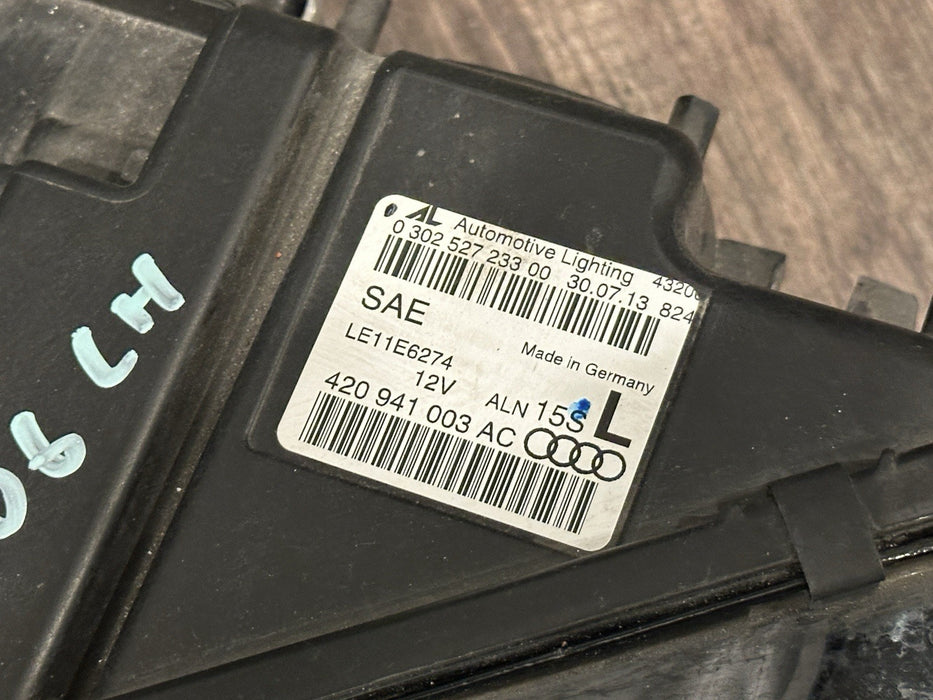 AL Automotive Lighting 4320
0 302 527 233 00 30.07.13 824
SAE
LE11E6274
Made in Germany
12V
ALN 15S L
420 941 003 AC
06 LH